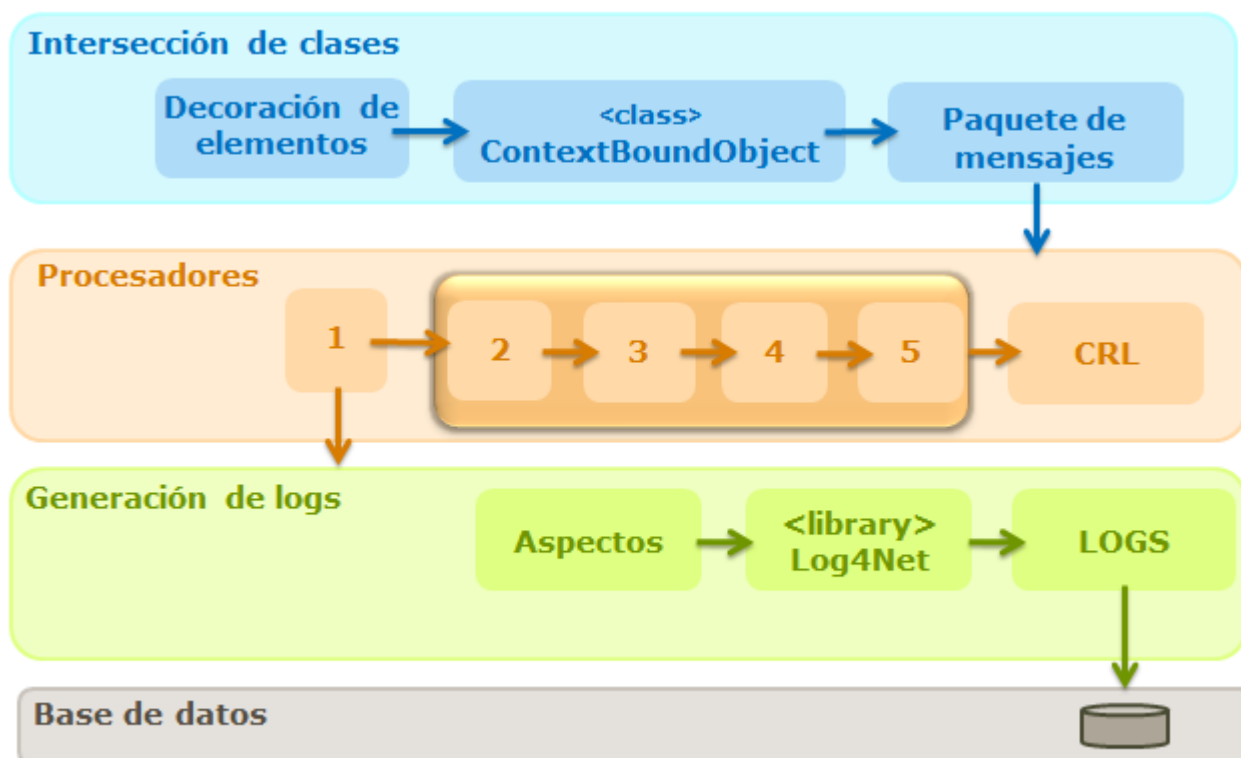 Intersección de clases
Decoración de
elementos
<class>
ContextBoundObject
Paquete de
mensajes
Procesadores
1
2
3
4
5
CRL
Generación de logs
Aspectos
<library>
Log4Net
LOGS
Base de datos